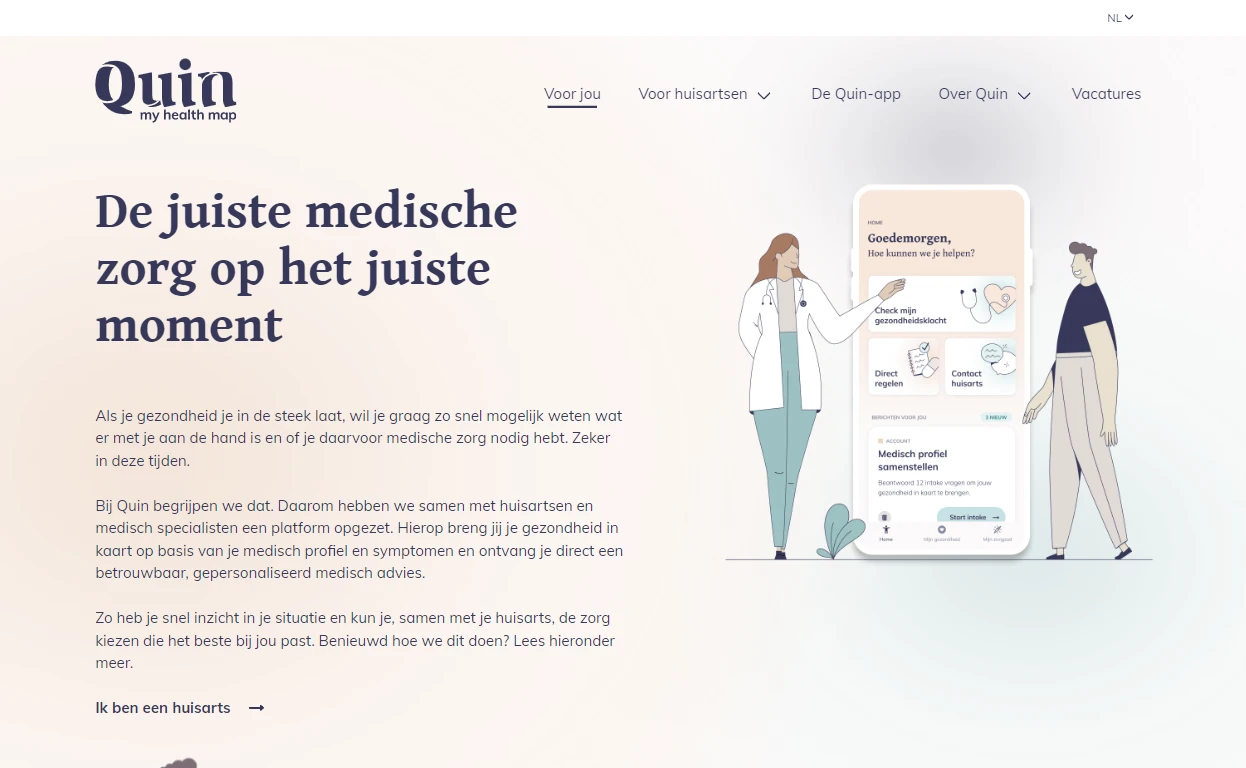 NL
Quin
my health map
Voor jou
Voor huisartsen
De Quin-app
Over Quin
Vacatures
De juiste medische
zorg op het juiste
moment
Als je gezondheid je in de steek laat, wil je graag zo snel mogelijk weten wat
er met je aan de hand is en of je daarvoor medische zorg nodig hebt. Zeker
in deze tijden.
Bij Quin begrijpen we dat. Daarom hebben we samen met huisartsen en
medisch specialisten een platform opgezet. Hierop breng jij je gezondheid in
kaart op basis van je medisch profiel en symptomen en ontvang je direct een
betrouwbaar, gepersonaliseerd medisch advies.
Zo heb je snel inzicht in je situatie en kun je, samen met je huisarts, de zorg
kiezen die het beste bij jou past. Benieuwd hoe we dit doen? Lees hieronder
meer.
Ik ben een huisarts
HOME
Goedemorgen,
Hoe kunnen we je helpen?
Check mijn
gezondheidsklacht
Direct
regelen
Contact
huisarts
BERICHTEN VOOR JOU
3 NIEUW
ACCOUNT
Medisch profiel
samenstellen
Beantwoord 12 intake vragen om jouw
gezondheid in kaart te brengen.
Start intake
Home
Mijn gezondheid
Mijn zorgpad